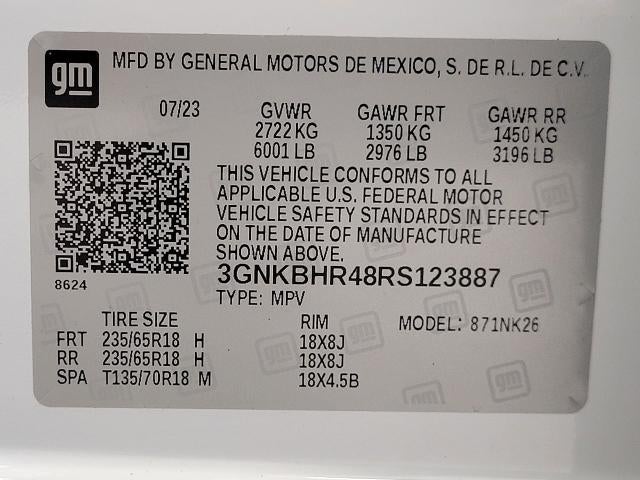 gm
MFD BY GENERAL MOTORS DE MEXICO, S. DE R.L. DE C.V.
07/23 GVWR GAWR FRT GAWR RR
2722 KG 1350 KG 1450 KG
6001 LB 2976 LB 3196 LB
THIS VEHICLE CONFORMS TO ALL
APPLICABLE U.S. FEDERAL MOTOR
VEHICLE SAFETY STANDARDS IN EFFECT
ON THE DATE OF MANUFACTURE
SHOWN ABOVE.
3GNKBHR48RS123887
8624
TYPE: MPV
TIRE SIZE RIM MODEL: 871NK26
FRT 235/65R18 H 18X8J
RR 235/65R18 H 18X8J
SPA T135/70R18 M 18X4.5B